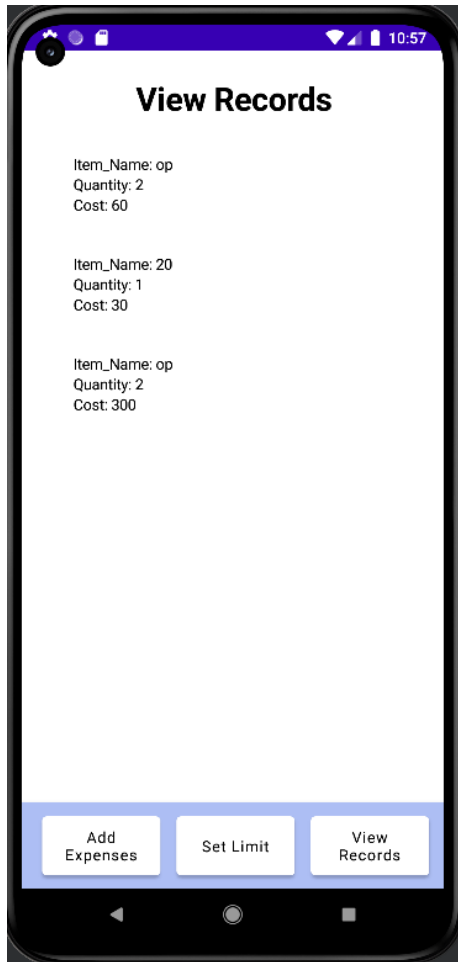 10:57
View Records
Item_Name: op
Quantity: 2
Cost: 60
Item_Name: 20
Quantity: 1
Cost: 30
Item_Name: op
Quantity: 2
Cost: 300
Add
Expenses
Set Limit
View
Records